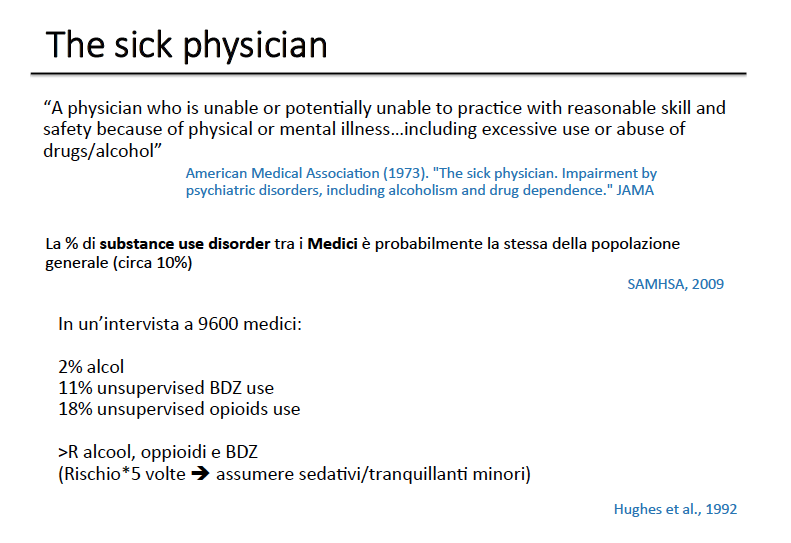 The sick physician
“A physician who is unable or potentially unable to practice with reasonable skill and
safety because of physical or mental illness…including excessive use or abuse of
drugs/alcohol”
American Medical Association (1973). "The sick physician. Impairment by
psychiatric disorders, including alcoholism and drug dependence." JAMA
La % di substance use disorder tra i Medici è probabilmente la stessa della popolazione
generale (circa 10%)
SAMHSA, 2009
In un’intervista a 9600 medici:
2% alcol
11% unsupervised BDZ use
18% unsupervised opioids use
>R alcool, oppioidi e BDZ
(Rischio*5 volte ➔ assumere sedativi/tranquillanti minori)
Hughes et al., 1992